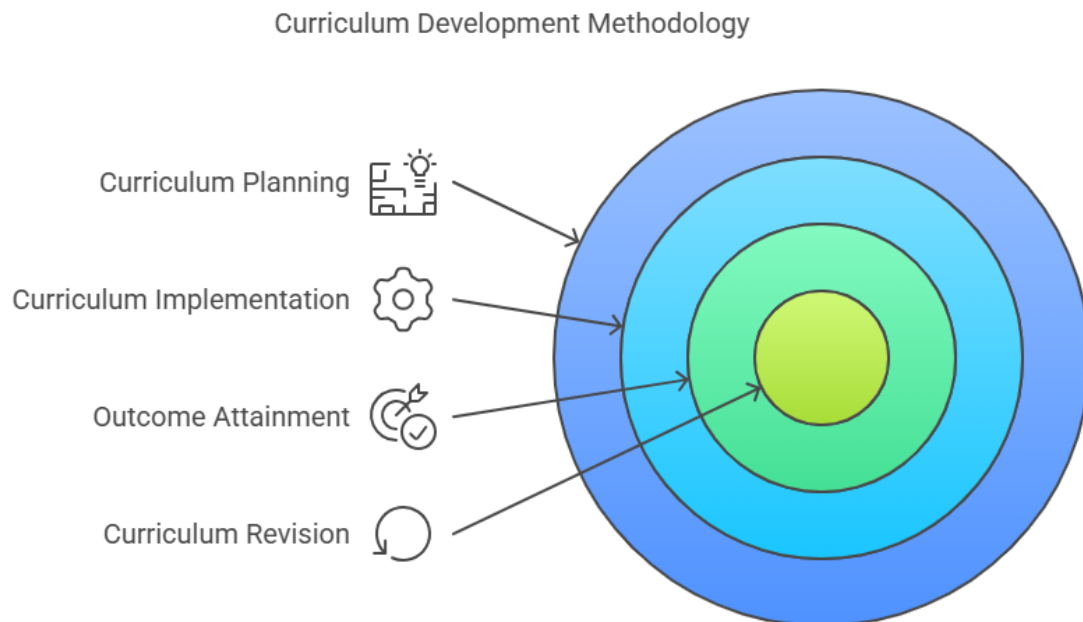 Curriculum Development Methodology
Curriculum Planning
Curriculum Implementation
Outcome Attainment
Curriculum Revision